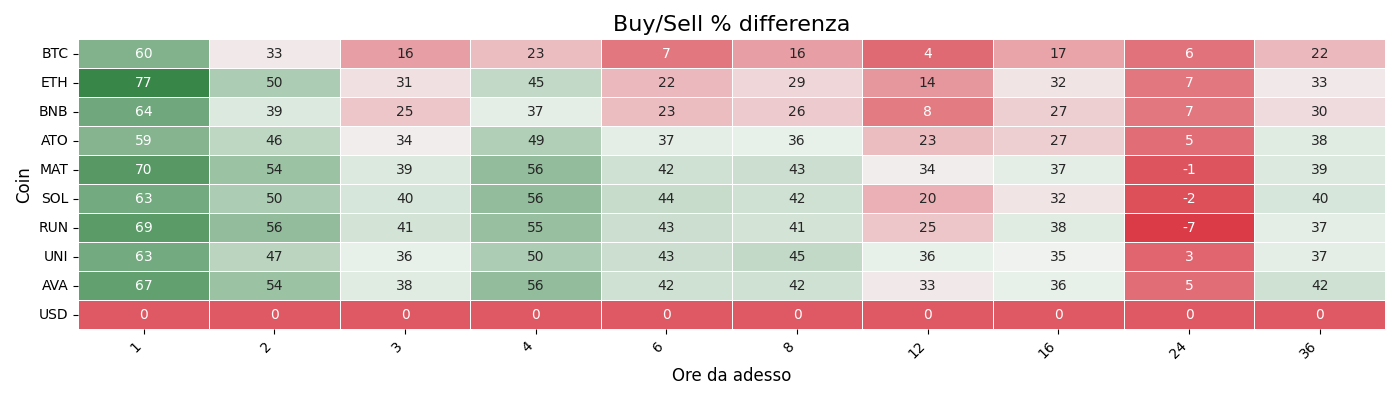 Buy/Sell % differenza
BTC 60 33 16 23 7 16 4 17 6 22
ETH 77 50 31 45 22 29 14 32 7 33
BNB 64 39 25 37 23 26 8 27 7 30
ATO 59 46 34 49 37 36 23 27 5 38
MAT 70 54 39 56 42 43 34 37 -1 39
SOL 63 50 40 56 44 42 20 32 -2 40
RUN 69 56 41 55 43 41 25 38 -7 37
UNI 63 47 36 50 43 45 36 35 3 37
AVA 67 54 38 56 42 42 33 36 5 42
USD 0 0 0 0 0 0 0 0 0 0
Coin
1 2 3 4 6 8 12 16 24 36
Ore da adesso